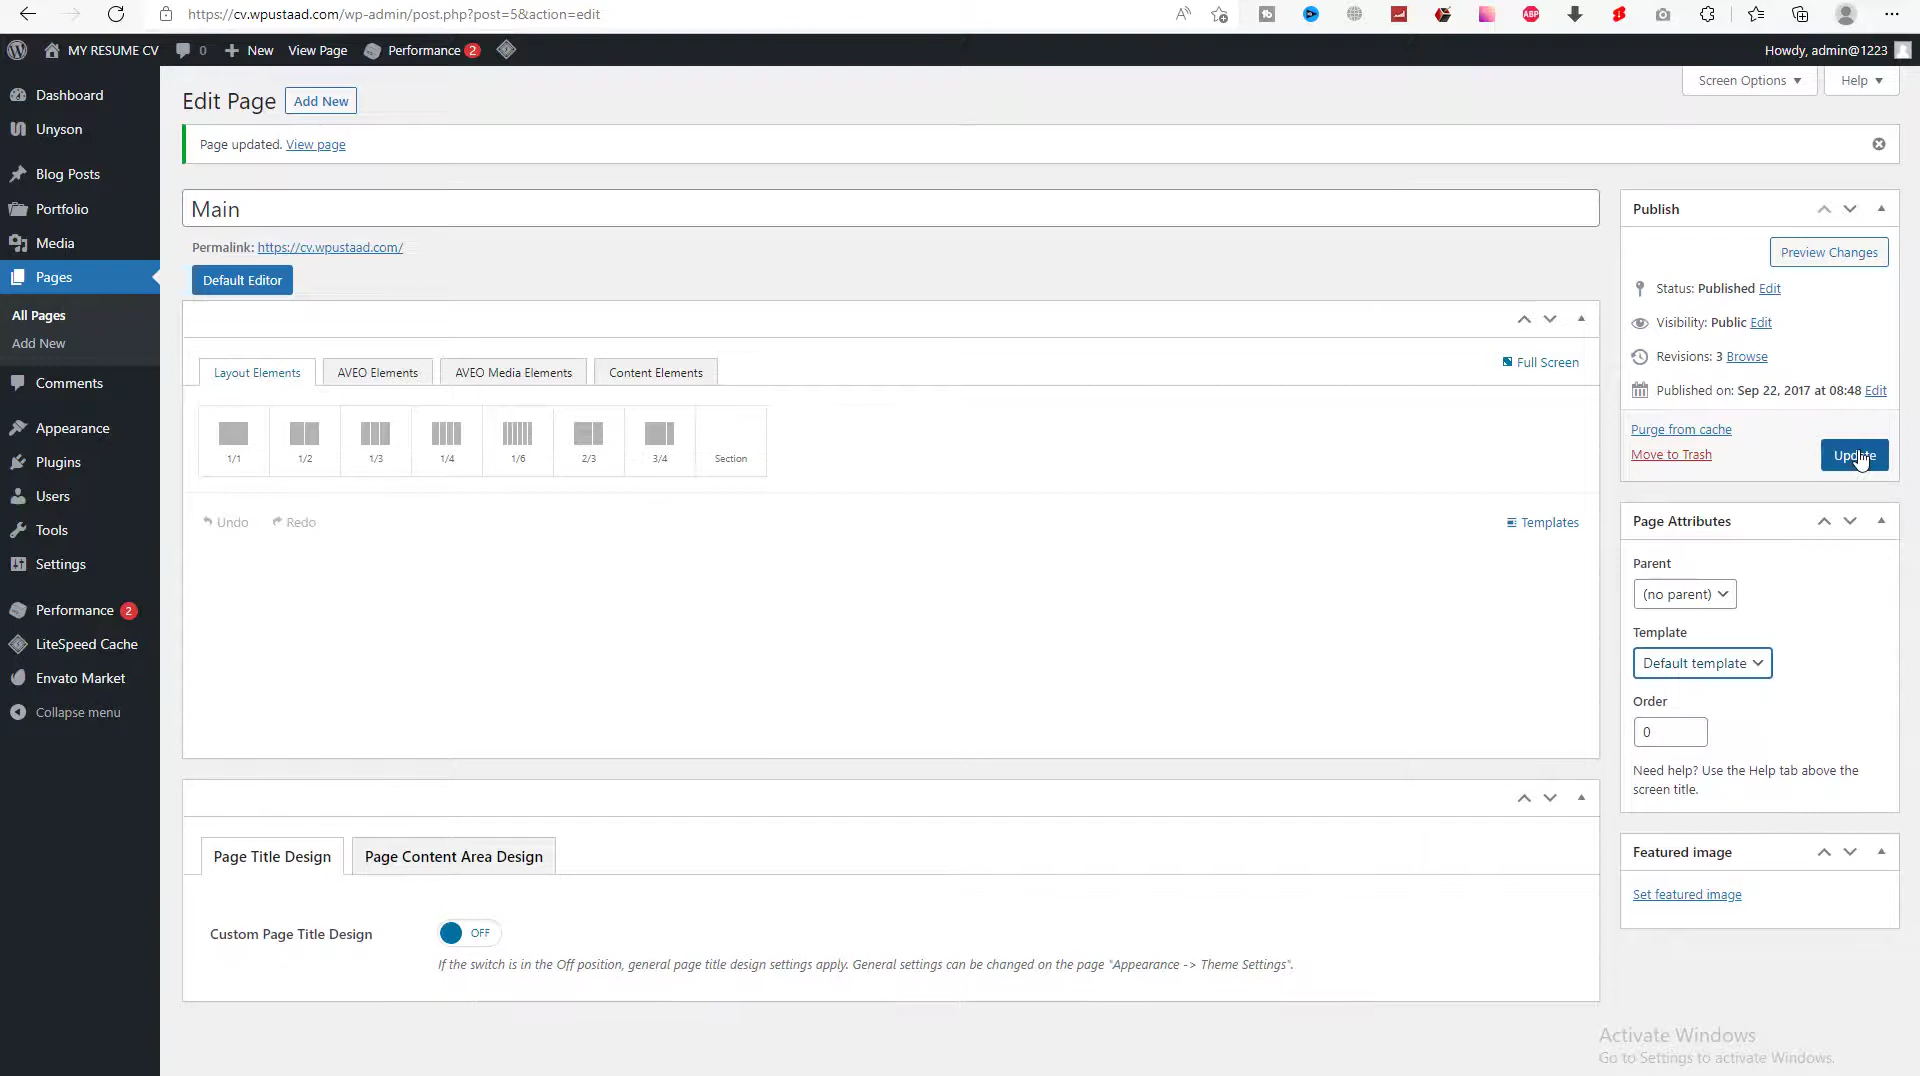 https://cv.wpustaad.com/wp-admin/post.php?post=5&action=edit
MY RESUME CV 0 New View Page Performance 2 Howdy, admin@1223
Screen Options Help
Dashboard
Unyson
Blog Posts
Portfolio
Media
Pages
All Pages
Add New
Comments
Appearance
Plugins
Users
Tools
Settings
Performance 2
LiteSpeed Cache
Envato Market
Collapse menu
Edit Page Add New
Page updated. View page
Main
Permalink: https://cv.wpustaad.com/
Default Editor
Layout Elements AVEO Elements AVEO Media Elements Content Elements Full Screen
1/1 1/2 1/3 1/4 1/6 2/3 3/4 Section
Undo Redo Templates
Page Title Design Page Content Area Design
Custom Page Title Design OFF
If the switch is in the Off position, general page title design settings apply. General settings can be changed on the page "Appearance -> Theme Settings".
Publish
Preview Changes
Status: Published Edit
Visibility: Public Edit
Revisions: 3 Browse
Published on: Sep 22, 2017 at 08:48 Edit
Purge from cache
Move to Trash Update
Page Attributes
Parent
(no parent)
Template
Default template
Order
0
Need help? Use the Help tab above the
screen title.
Featured image
Set featured image
Activate Windows
Go to Settings to activate Windows.